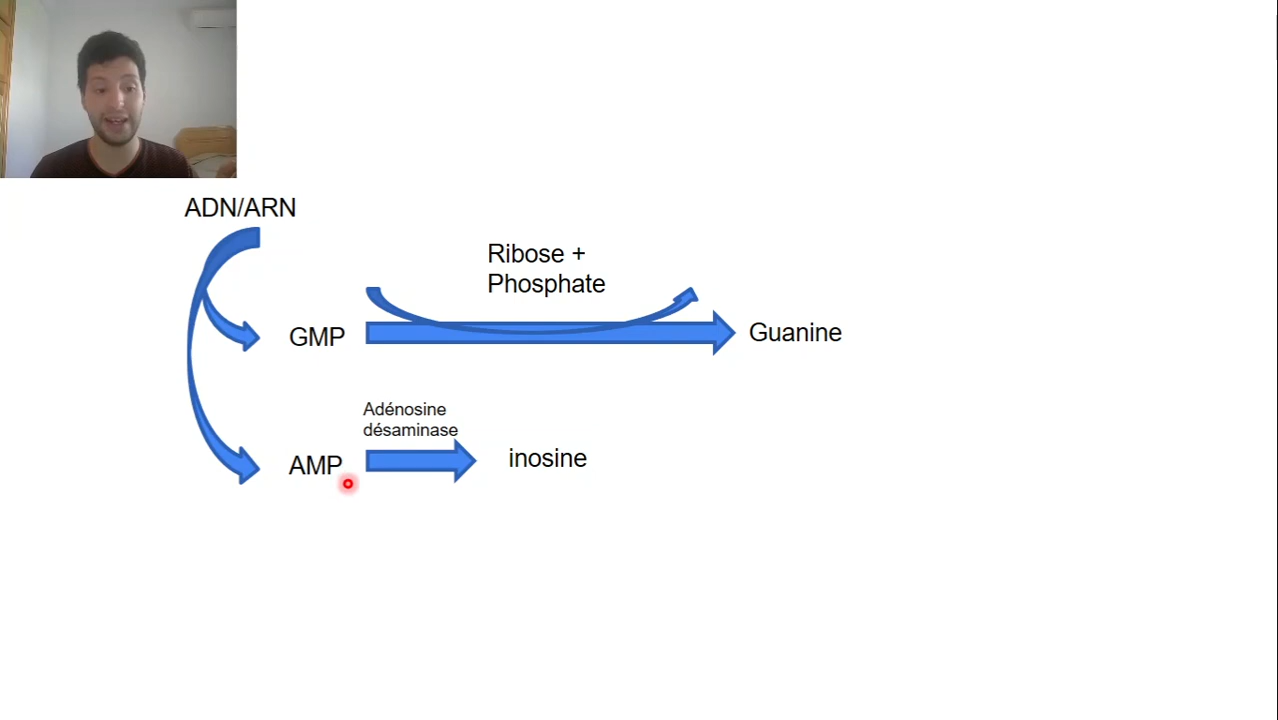 ADN/ARN
Ribose +
Phosphate
GMP
Guanine
Adénosine
désaminase
AMP
inosine